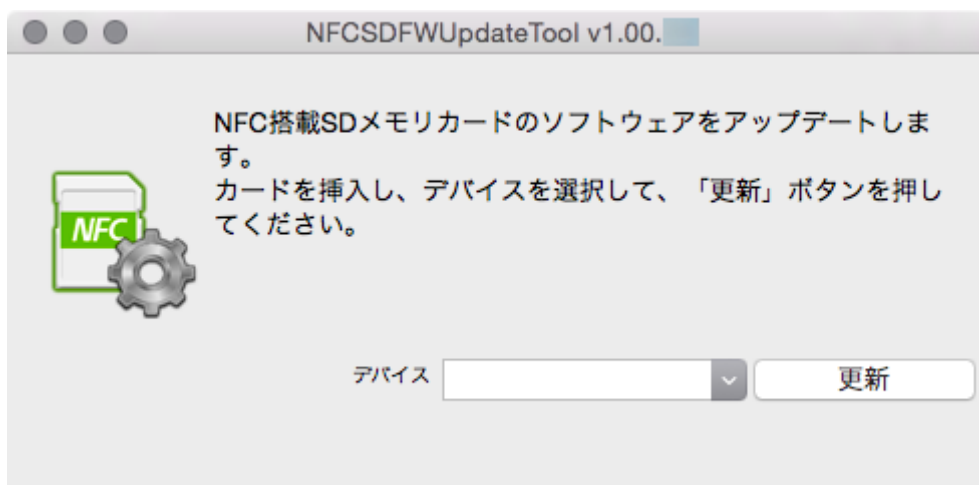 NFCSDFWUpdateTool v1.00.
NFC搭載SDメモリカードのソフトウェアをアップデートしま
す。
カードを挿入し、デバイスを選択して、「更新」ボタンを押し
てください。
NFC
デバイス
更新